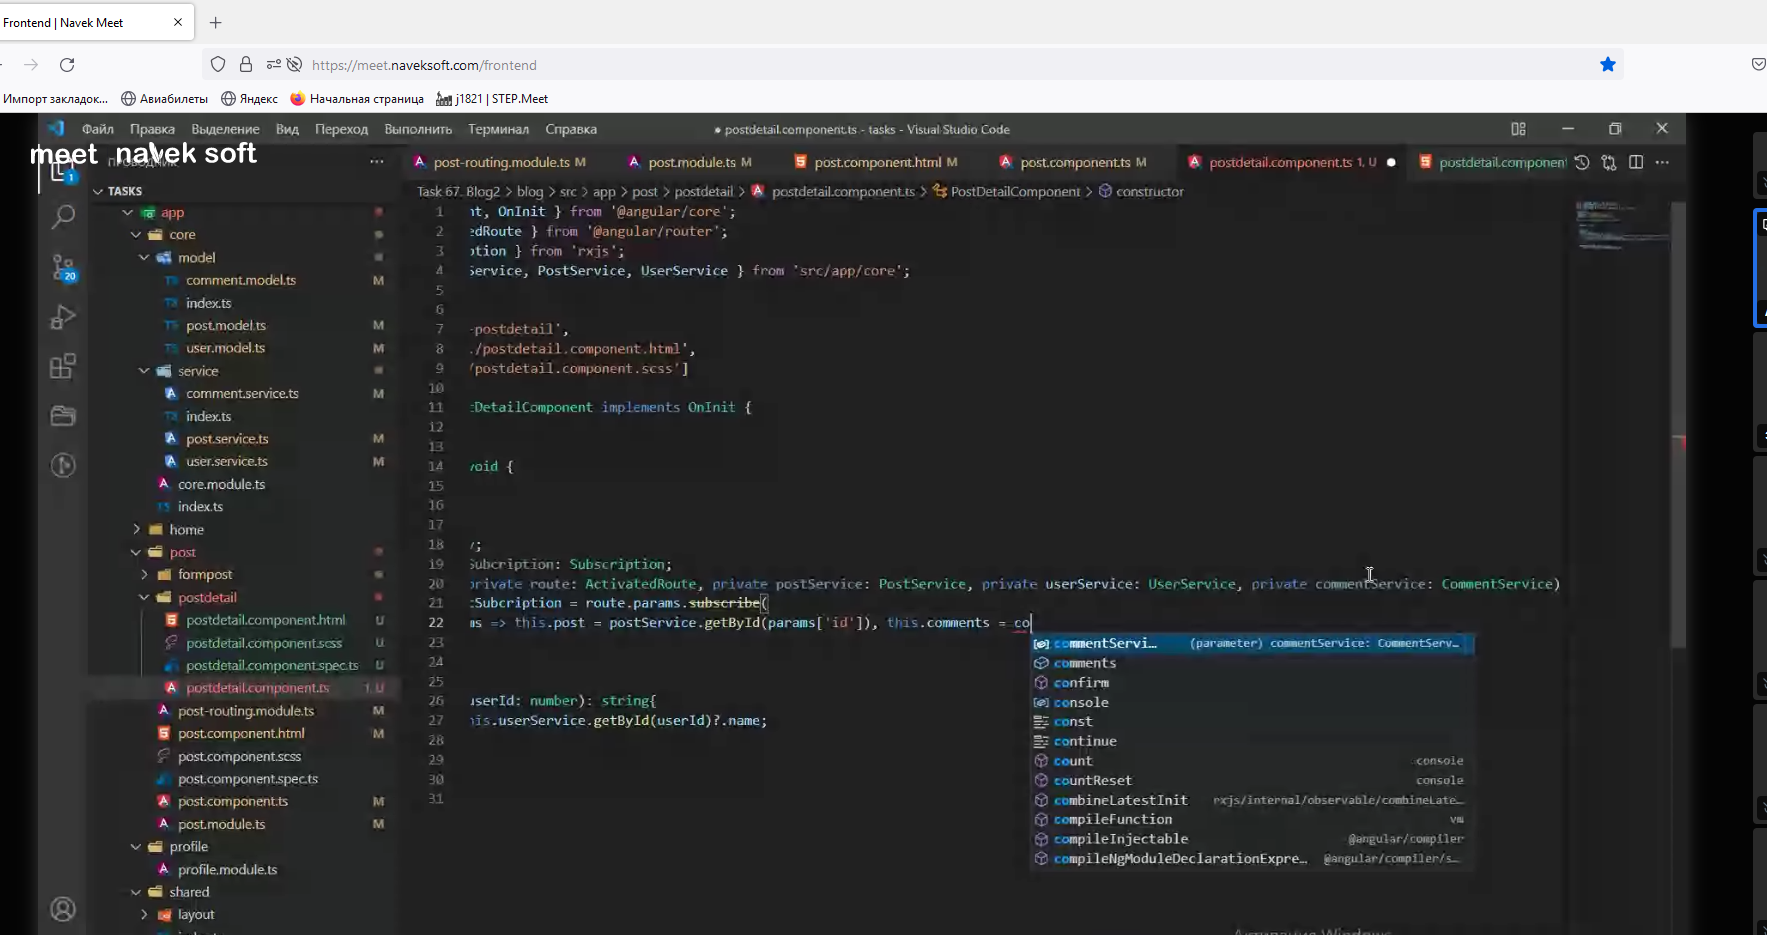 Frontend | Navek Meet
https://meet.naveksoft.com/frontend
Импорт закладок...
Авиабилеты
Яндекс
Начальная страница
j1821 | STEP.Meet
Файл Правка Выделение Вид Переход Выполнить Терминал Справка
● postdetail.component.ts - tasks - Visual Studio Code
meet navek soft
post-routing.module.ts M
post.module.ts M
post.component.html M
post.component.ts M
postdetail.component.ts 1, U ●
postdetail.component
Task 67. Blog2 > blog > src > app > post > postdetail > postdetail.component.ts > PostDetailComponent > constructor
1
20
TASKS
app
core
model
comment.model.ts M
index.ts
post.model.ts M
user.model.ts M
service
comment.service.ts M
index.ts
post.service.ts M
user.service.ts M
core.module.ts
index.ts
home
post
formpost
postdetail
postdetail.component.html U
postdetail.component.scss U
postdetail.component.spec.ts U
postdetail.component.ts 1, U
post-routing.module.ts M
post.component.html M
post.component.scss
post.component.spec.ts
post.component.ts M
post.module.ts M
profile
profile.module.ts
shared
layout
1 nt, OnInit } from '@angular/core';
2 edRoute } from '@angular/router';
3 ption } from 'rxjs';
4 Service, PostService, UserService } from 'src/app/core';
5
6
7 -postdetail',
8 ./postdetail.component.html',
9 /postdetail.component.scss']
10
11 tDetailComponent implements OnInit {
12
13
14 void {
15
16
17
18 ;
19 Subcription: Subscription;
20 private route: ActivatedRoute, private postService: PostService, private userService: UserService, private commentService: CommentService)
21 tSubcription = route.params.subscribe(
22 ms => this.post = postService.getById(params['id']), this.comments = co
23
24
25
26 userId: number): string{
27 his.userService.getById(userId)?.name;
28
29
30
31
commentServi... (parameter) commentService: CommentServ...
comments
confirm
console
const
continue
count console
countReset console
combineLatestInit rxjs/internal/observable/combineLate...
compileFunction vm
compileInjectable @angular/compiler
compileNgModuleDeclarationExpre... @angular/compiler/s...
Активация Windows